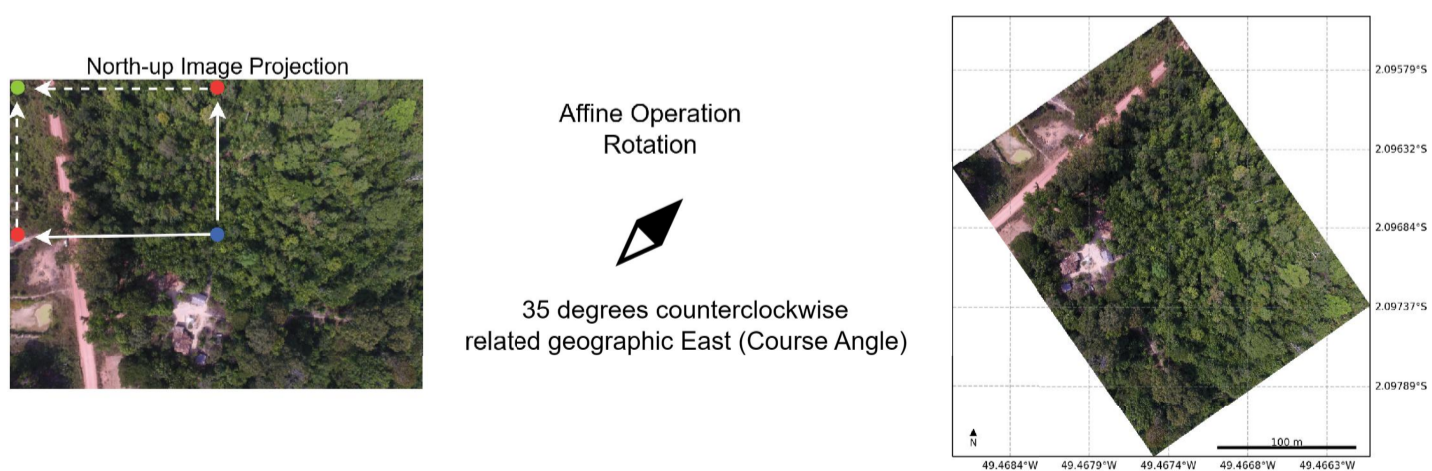 North-up Image Projection
Affine Operation
Rotation
35 degrees counterclockwise
related geographic East (Course Angle)
2.09579°S
2.09632°S
2.09684°S
2.09737°S
2.09789°S
N
100 m
49.4684°W
49.4679°W
49.4674°W
49.4668°W
49.4663°W